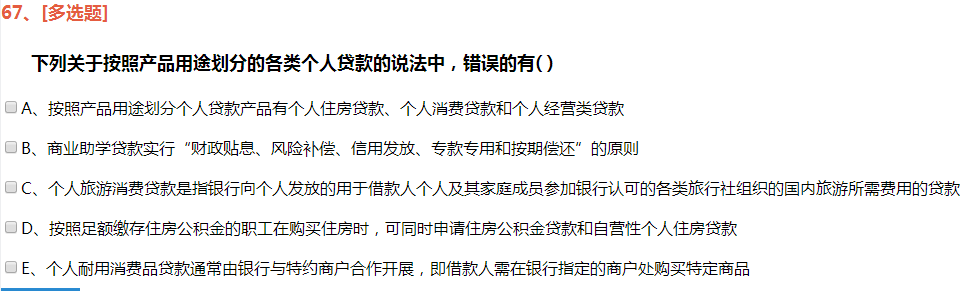 67、[多选题]
下列关于按照产品用途划分的各类个人贷款的说法中，错误的有( )
A、按照产品用途划分个人贷款产品有个人住房贷款、个人消费贷款和个人经营类贷款
B、商业助学贷款实行“财政贴息、风险补偿、信用发放、专款专用和按期偿还”的原则
C、个人旅游消费贷款是指银行向个人发放的用于借款人个人及其家庭成员参加银行认可的各类旅行社组织的国内旅游所需费用的贷款
D、按照足额缴存住房公积金的职工在购买住房时，可同时申请住房公积金贷款和自营性个人住房贷款
E、个人耐用消费品贷款通常由银行与特约商户合作开展，即借款人需在银行指定的商户处购买特定商品